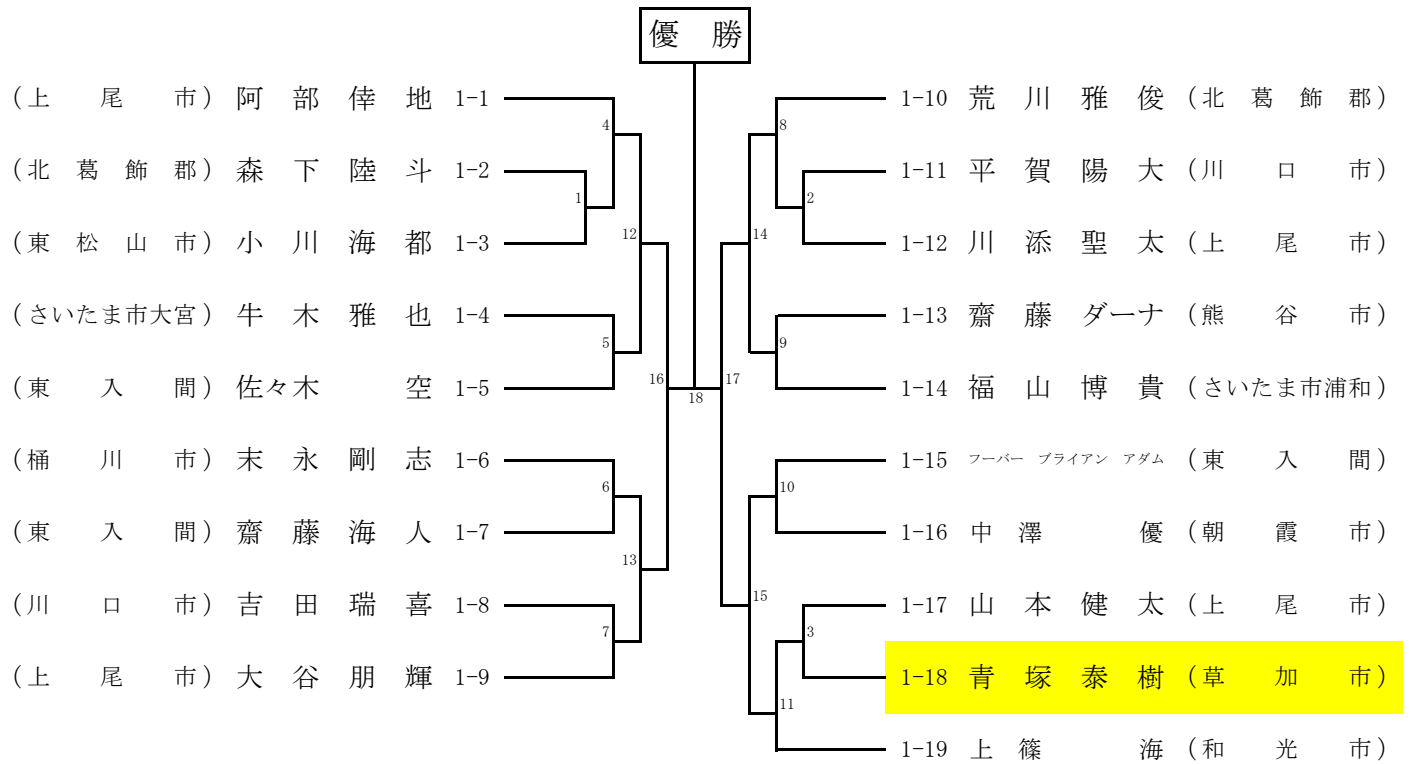 優 勝
(上 尾 市) 阿 部 倖 地 1-1
(北 葛 飾 郡) 森 下 陸 斗 1-2
(東 松 山 市) 小 川 海 都 1-3
(さいたま市大宮) 牛 木 雅 也 1-4
(東 入 間) 佐々木 空 1-5
(桶 川 市) 末 永 剛 志 1-6
(東 入 間) 齋 藤 海 人 1-7
(川 口 市) 吉 田 瑞 喜 1-8
(上 尾 市) 大 谷 朋 輝 1-9
4
1
12
5
16
6
13
7
18
8
2
14
9
17
10
15
3
11
1-10 荒 川 雅 俊 (北 葛 飾 郡)
1-11 平 賀 陽 大 (川 口 市)
1-12 川 添 聖 太 (上 尾 市)
1-13 齋 藤 ダーナ (熊 谷 市)
1-14 福 山 博 貴 (さいたま市浦和)
1-15 フーバー ブライアン アダム (東 入 間)
1-16 中 澤 優 (朝 霞 市)
1-17 山 本 健 太 (上 尾 市)
1-18 青 塚 泰 樹 (草 加 市)
1-19 上 篠 海 (和 光 市)